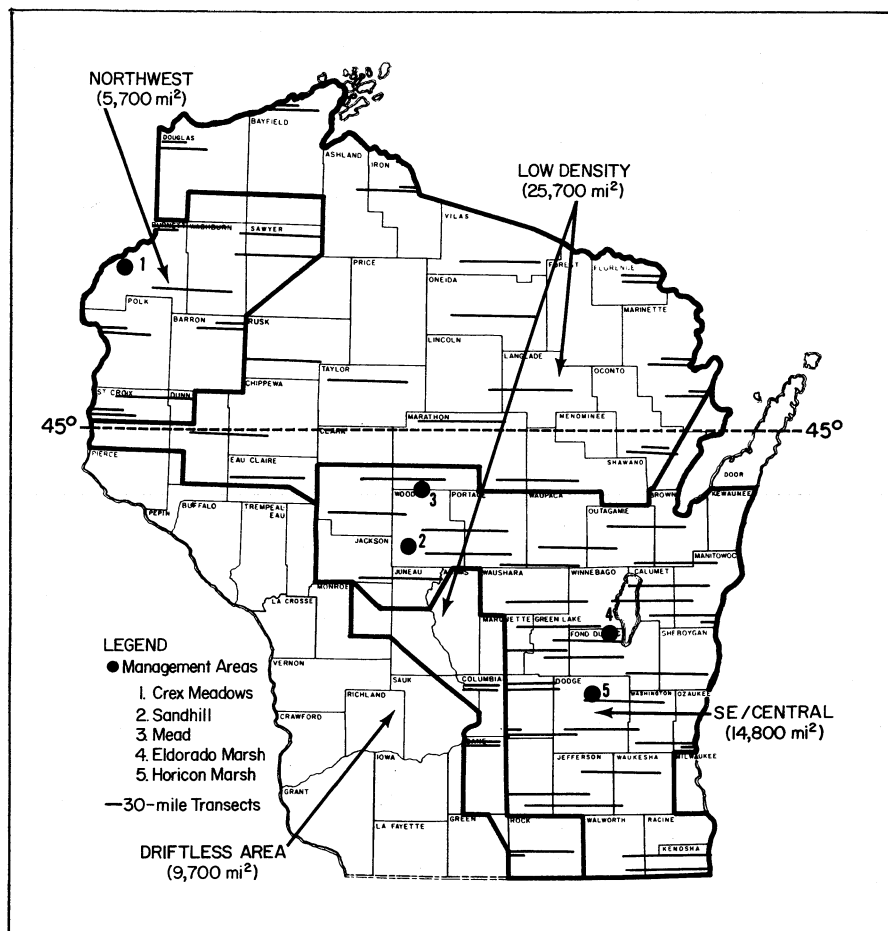 NORTHWEST
(5,700 mi²)
BAYFIELD
DOUGLAS
ASHLAND
IRON
LOW DENSITY
(25,700 mi²)
VILAS
WASHBURN
SAWYER
1
PRICE
FOREST
FLORENCE
ONEIDA
POLK
MARINETTE
BARRON
RUSK
LINCOLN
LANGLADE
TAYLOR
OCONTO
CHIPPEWA
ST CROIX
DUNN
MARATHON
MENOMINEE
45°
45°
CLARK
PIERCE
EAU CLAIRE
SHAWANO
DOOR
WOOD
3
PORTAGE
WAUPACA
BROWN
KEWAUNEE
PEPIN
BUFFALO
TREMPEAL-
EAU
OUTAGAMIE
JACKSON
2
MANITOWOC
JUNEAU
ADAMS
WAUSHARA
WINNEBAGO
CALUMET
MONROE
LA CROSSE
4
MARQUETTE
GREEN LAKE
FOND DU
SHEBOYGAN
LEGEND
Management Areas
1. Crex Meadows
2. Sandhill
3. Mead
4. Eldorado Marsh
5. Horicon Marsh
30-mile Transects
VERNON
SAUK
COLUMBIA
DODGE
5
WASHINGTON
OZAUKEE
RICHLAND
CRAWFORD
SE/CENTRAL
(14,800 mi²)
DANE
IOWA
JEFFERSON
WAUKESHA
MILWAUKEE
GRANT
LA FAYETTE
GREEN
ROCK
WALWORTH
RACINE
KENOSHA
DRIFTLESS AREA
(9,700 mi²)